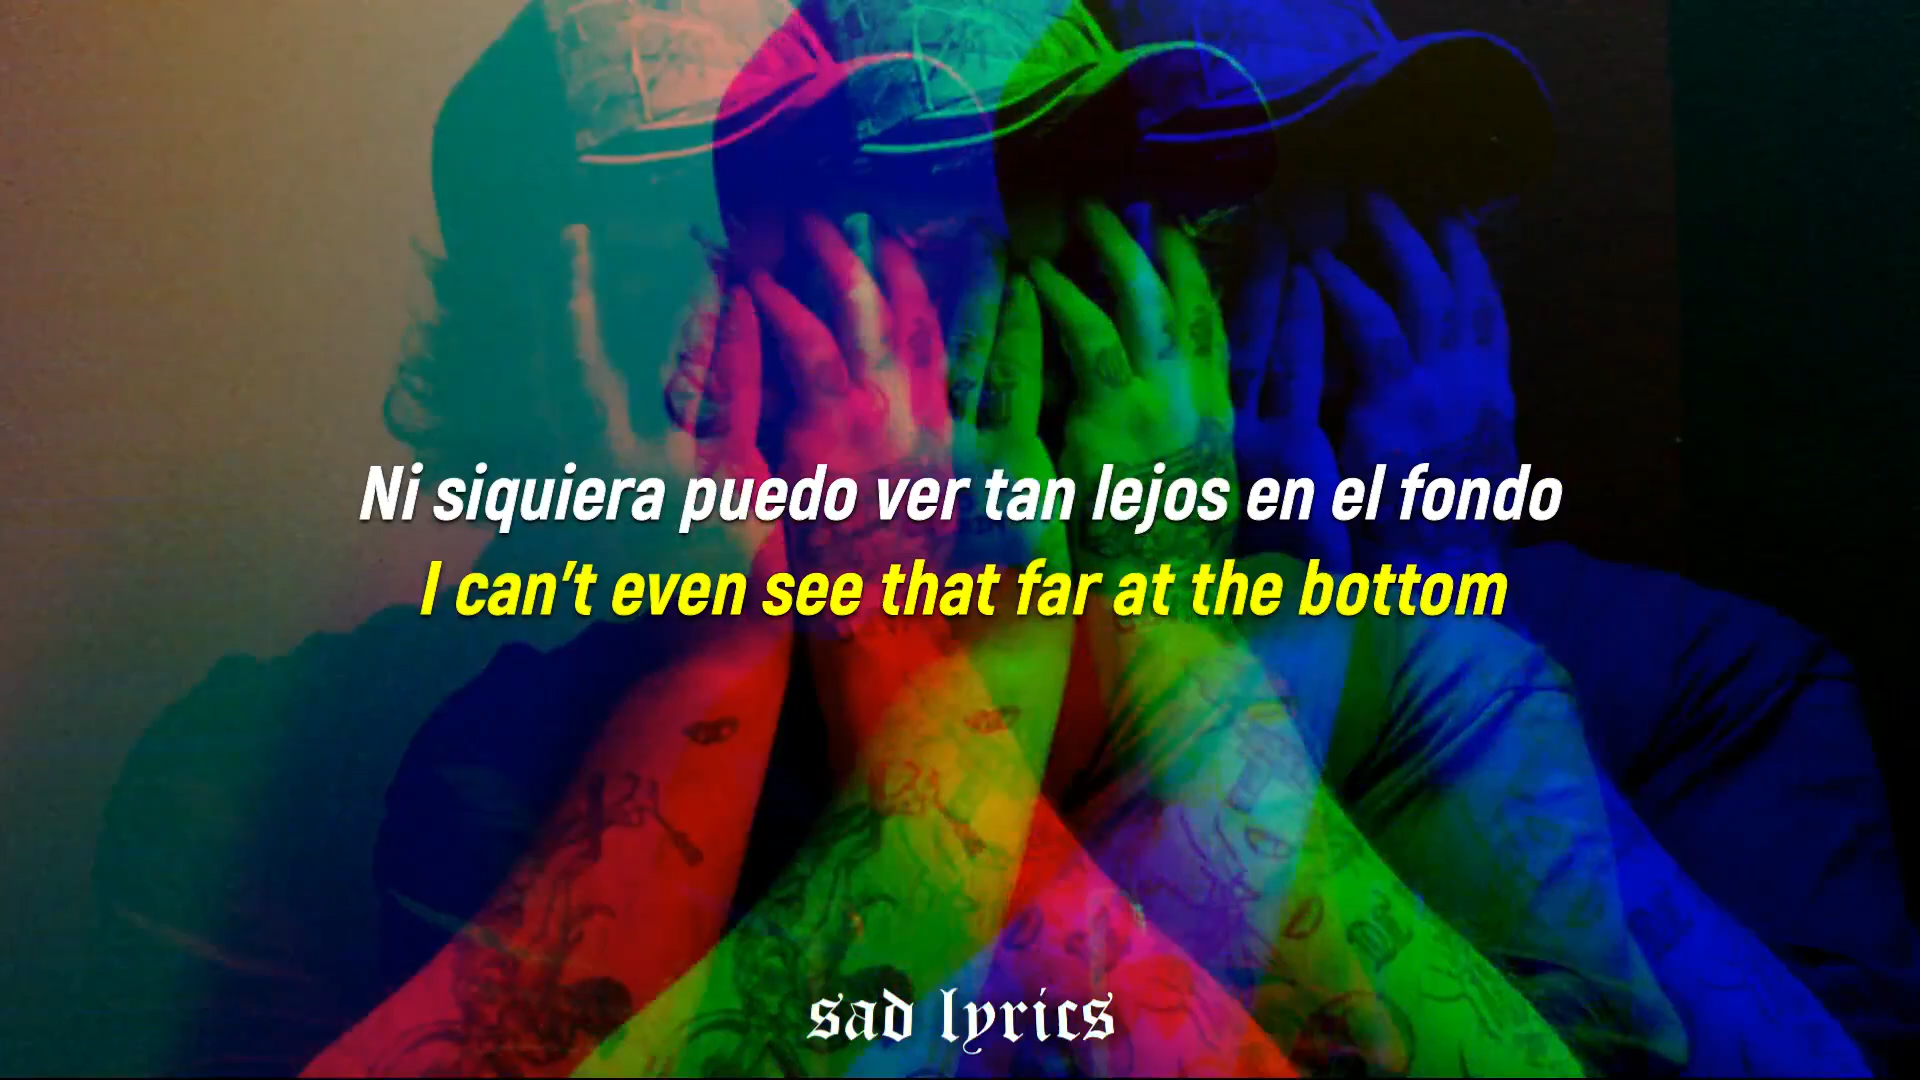 Ni siquiera puedo ver tan lejos en el fondo
I can't even see that far at the bottom
sad lyrics